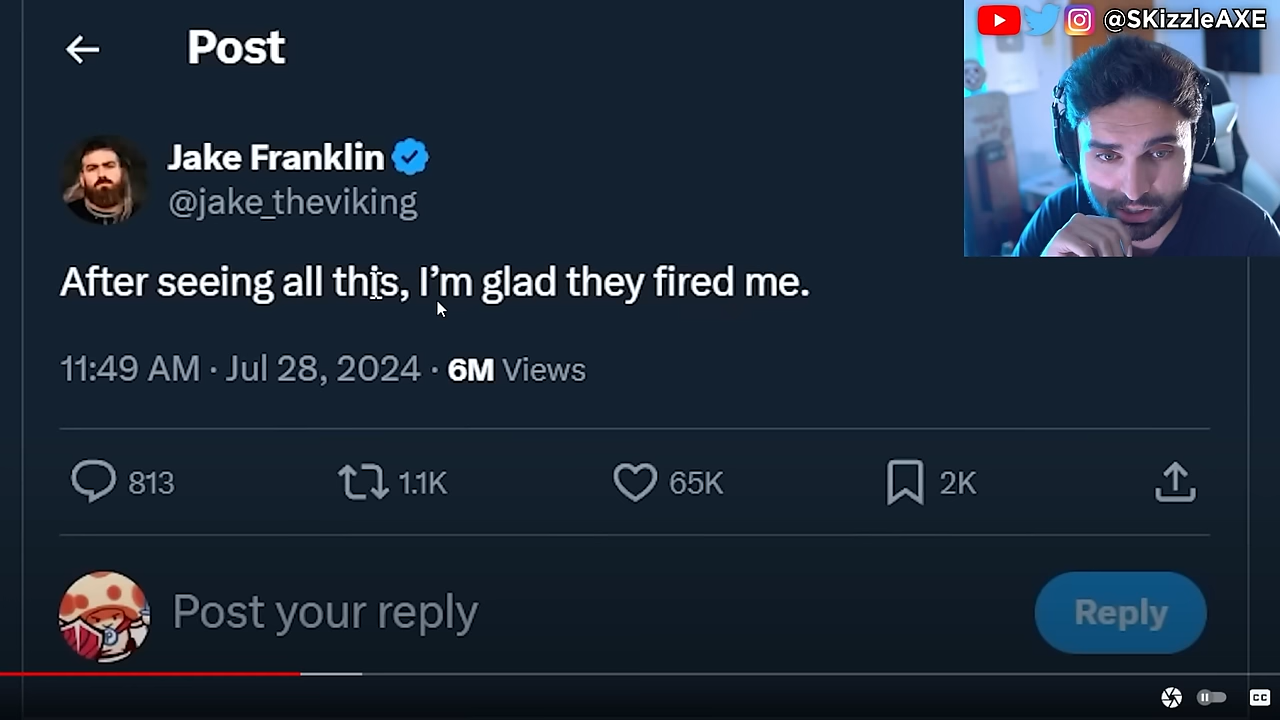 @SKizzleAXE
Post
Jake Franklin
@jake_theviking
After seeing all this, I’m glad they fired me.
11:49 AM · Jul 28, 2024 · 6M Views
813 1.1K 65K 2K
Post your reply Reply
CC